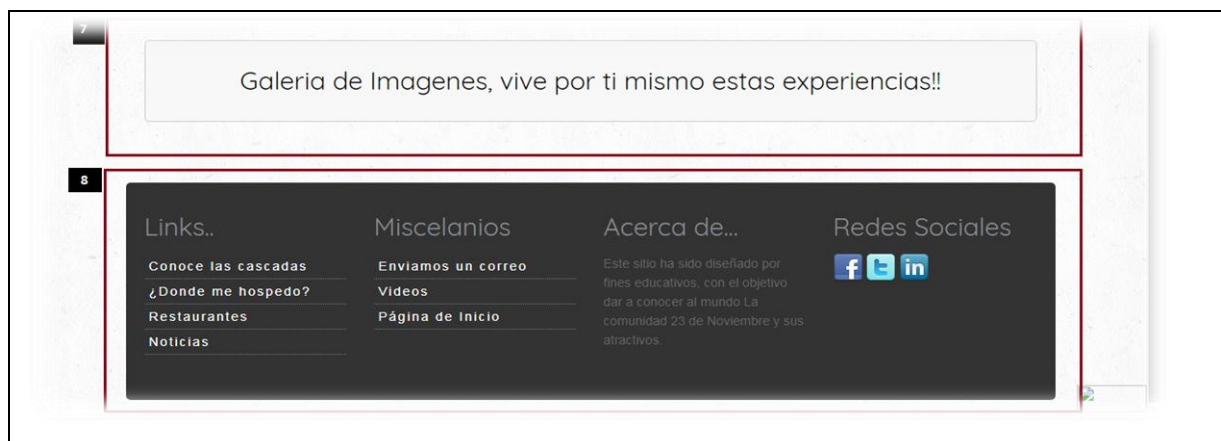 7
Galeria de Imagenes, vive por ti mismo estas experiencias!!
8
Links..
Conoce las cascadas
¿Donde me hospedo?
Restaurantes
Noticias
Miscelanios
Enviamos un correo
Videos
Página de Inicio
Acerca de...
Este sitio ha sido diseñado por
fines educativos, con el objetivo
dar a conocer al mundo La
comunidad 23 de Noviembre y sus
atractivos.
Redes Sociales
f t in